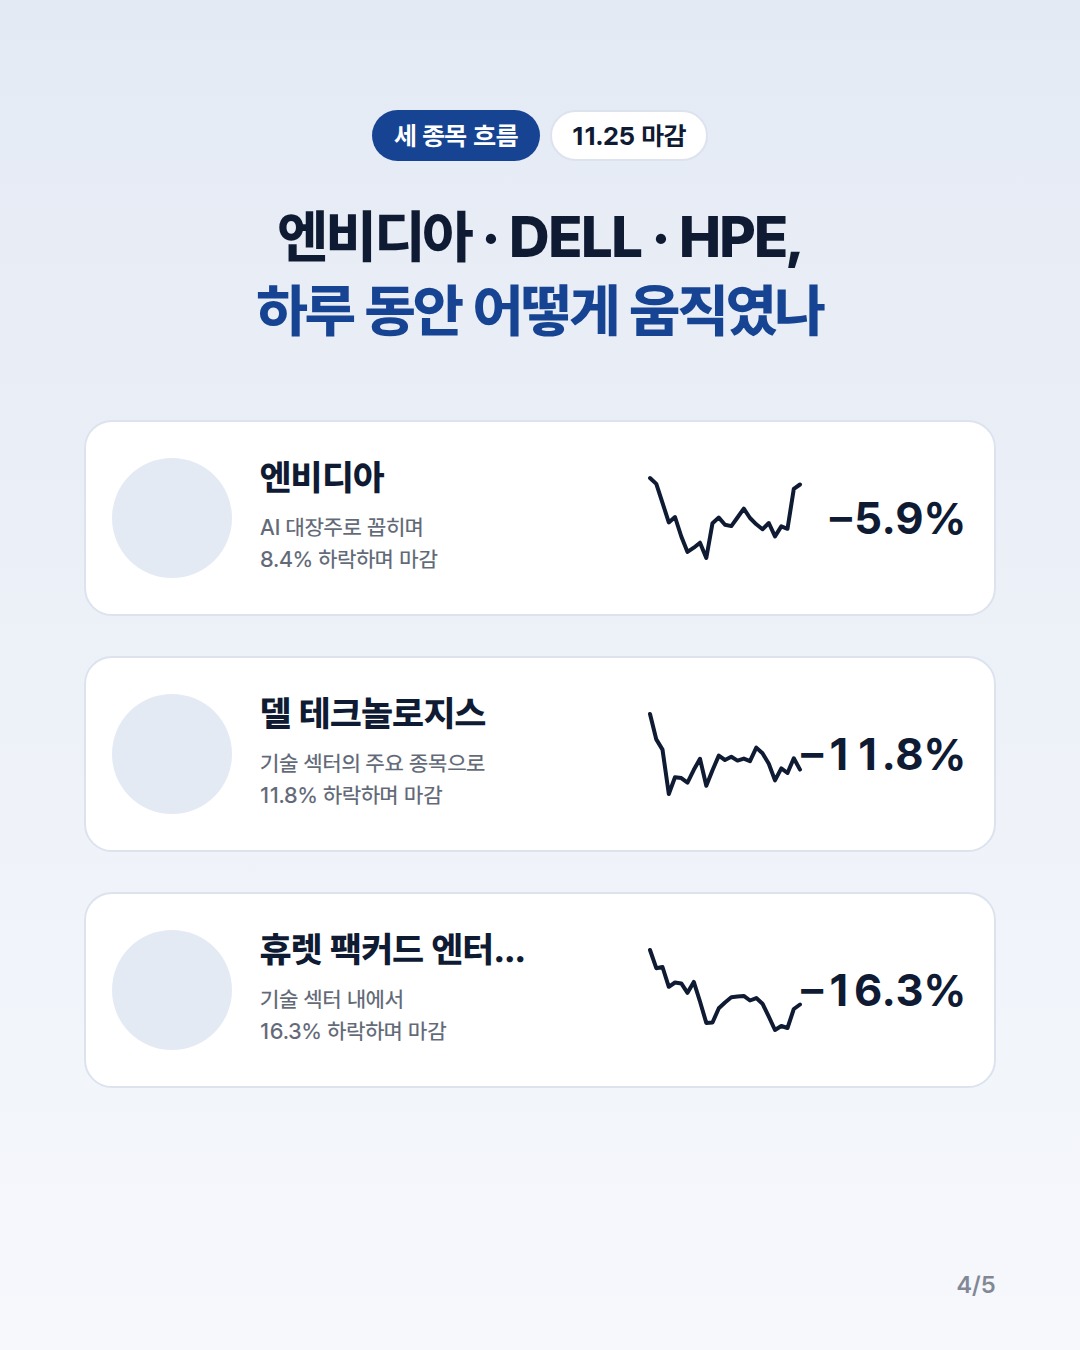 세 종목 흐름
11.25 마감
엔비디아 · DELL · HPE,
하루 동안 어떻게 움직였나
엔비디아
AI 대장주로 꼽히며
8.4% 하락하며 마감
−5.9%
델 테크놀로지스
기술 섹터의 주요 종목으로
11.8% 하락하며 마감
−11.8%
휴렛 팩커드 엔터...
기술 섹터 내에서
16.3% 하락하며 마감
−16.3%
4/5